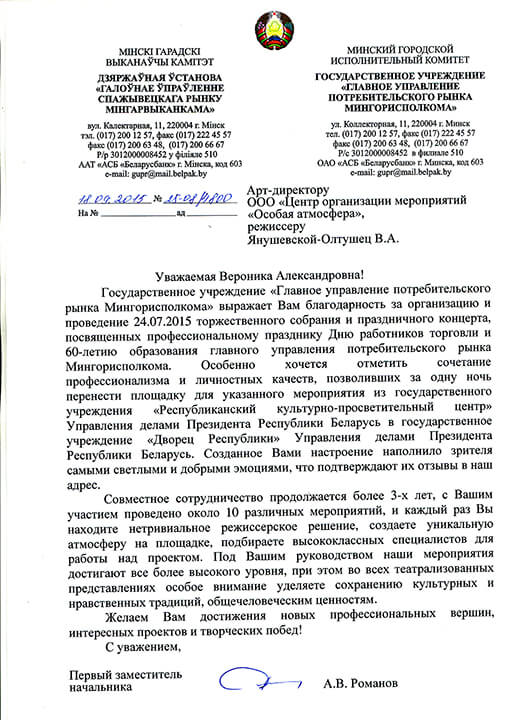 МІНСКІ ГАРАДСКІ
ВЫКАНАЎЧЫ КАМІТЭТ
ДЗЯРЖАЎНАЯ ЎСТАНОВА
«ГАЛОЎНАЕ ЎПРАЎЛЕННЕ
СПАЖЫВЕЦКАГА РЫНКУ
МІНГАРВЫКАНКАМА»
вул. Калектарная, 11, 220004 г. Мінск
тэл. (017) 200 12 57, факс (017) 222 45 57
факс (017) 200 63 48, (017) 200 66 67
Р/р 3012000008452 у філіяле 510
ААТ «АСБ «Беларусбанк» г. Мінска, код 603
e-mail: gupr@mail.belpak.by
МИНСКИЙ ГОРОДСКОЙ
ИСПОЛНИТЕЛЬНЫЙ КОМИТЕТ
ГОСУДАРСТВЕННОЕ УЧРЕЖДЕНИЕ
«ГЛАВНОЕ УПРАВЛЕНИЕ
ПОТРЕБИТЕЛЬСКОГО РЫНКА
МИНГОРИСПОЛКОМА»
ул. Коллекторная, 11, 220004 г. Минск
тел. (017) 200 12 57, факс (017) 222 45 57
факс (017) 200 63 48, (017) 200 66 67
Р/с 3012000008452 в филиале 510
ОАО «АСБ «Беларусбанк» г. Минска, код 603
e-mail: gupr@mail.belpak.by
18.09.2015 № 25-08/1800
На № ад
Арт-директору
ООО «Центр организации мероприятий
«Особая атмосфера»,
режиссеру
Янушевской-Олтушец В.А.
Уважаемая Вероника Александровна!
Государственное учреждение «Главное управление потребительского
рынка Мингорисполкома» выражает Вам благодарность за организацию и
проведение 24.07.2015 торжественного собрания и праздничного концерта,
посвященных профессиональному празднику Дню работников торговли и
60-летию образования главного управления потребительского рынка
Мингорисполкома. Особенно хочется отметить сочетание
профессионализма и личностных качеств, позволивших за одну ночь
перенести площадку для указанного мероприятия из государственного
учреждения «Республиканский культурно-просветительный центр»
Управления делами Президента Республики Беларусь в государственное
учреждение «Дворец Республики» Управления делами Президента
Республики Беларусь. Созданное Вами настроение наполнило зрителя
самыми светлыми и добрыми эмоциями, что подтверждают их отзывы в наш
адрес.
Совместное сотрудничество продолжается более 3-х лет, с Вашим
участием проведено около 10 различных мероприятий, и каждый раз Вы
находите нетривиальное режиссерское решение, создаете уникальную
атмосферу на площадке, подбираете высококлассных специалистов для
работы над проектом. Под Вашим руководством наши мероприятия
достигают все более высокого уровня, при этом во всех театрализованных
представлениях особое внимание уделяете сохранению культурных и
нравственных традиций, общечеловеческим ценностям.
Желаем Вам достижения новых профессиональных вершин,
интересных проектов и творческих побед!
С уважением,
Первый заместитель
начальника
А.В. Романов